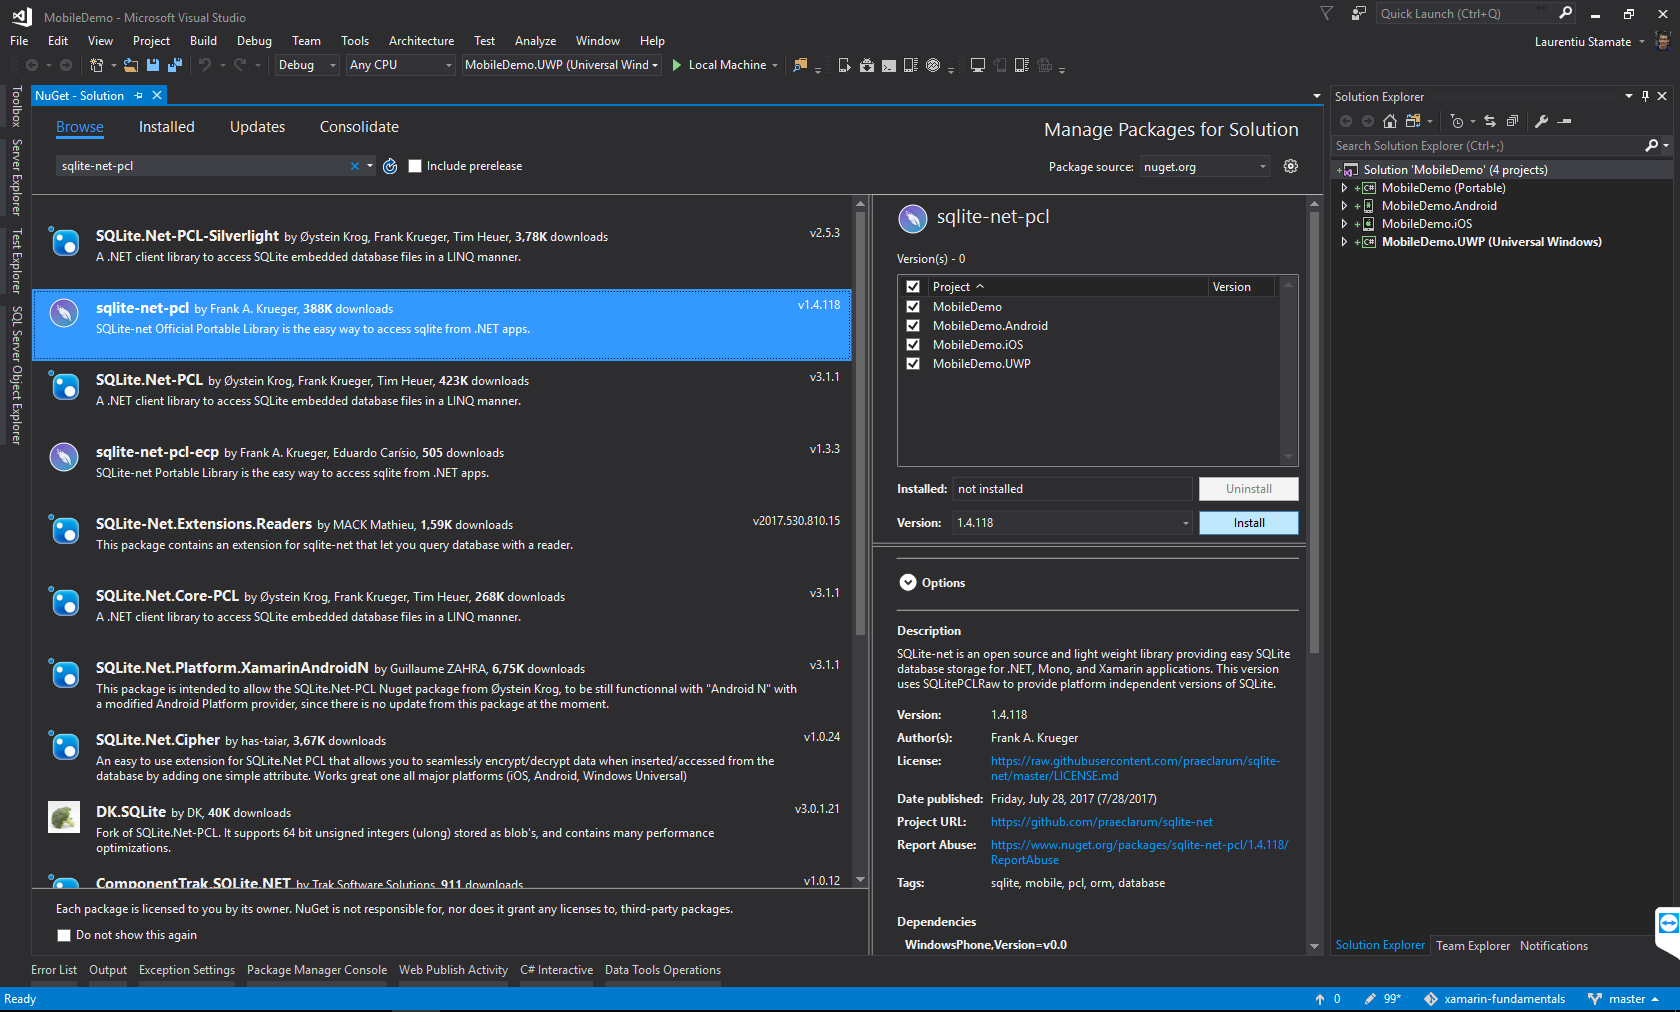 MobileDemo - Microsoft Visual Studio
Quick Launch (Ctrl+Q)
File Edit View Project Build Debug Team Tools Architecture Test Analyze Window Help
Laurentiu Stamate
Debug Any CPU MobileDemo.UWP (Universal Wind Local Machine
Toolbox
Server Explorer
Test Explorer
SQL Server Object Explorer
NuGet - Solution
Browse Installed Updates Consolidate
Manage Packages for Solution
sqlite-net-pcl
Include prerelease
Package source: nuget.org
SQLite.Net-PCL-Silverlight by Øystein Krog, Frank Krueger, Tim Heuer, 3,78K downloads
v2.5.3
A .NET client library to access SQLite embedded database files in a LINQ manner.
sqlite-net-pcl by Frank A. Krueger, 388K downloads
v1.4.118
SQLite-net Official Portable Library is the easy way to access sqlite from .NET apps.
SQLite.Net-PCL by Øystein Krog, Frank Krueger, Tim Heuer, 423K downloads
v3.1.1
A .NET client library to access SQLite embedded database files in a LINQ manner.
sqlite-net-pcl-ecp by Frank A. Krueger, Eduardo Carísio, 505 downloads
v1.3.3
SQLite-net Portable Library is the easy way to access sqlite from .NET apps.
SQLite-Net.Extensions.Readers by MACK Mathieu, 1,59K downloads
v2017.530.810.15
This package contains an extension for sqlite-net that let you query database with a reader.
SQLite.Net.Core-PCL by Øystein Krog, Frank Krueger, Tim Heuer, 268K downloads
v3.1.1
A .NET client library to access SQLite embedded database files in a LINQ manner.
SQLite.Net.Platform.XamarinAndroidN by Guillaume ZAHRA, 6,75K downloads
v3.1.1
This package is intended to allow the SQLite.Net-PCL Nuget package from Øystein Krog, to be still functionnal with "Android N" with
a modified Android Platform provider, since there is no update from this package at the moment.
SQLite.Net.Cipher by has-taiar, 3,67K downloads
v1.0.24
An easy to use extension for SQLite.Net PCL that allows you to seamlessly encrypt/decrypt data when inserted/accessed from the
database by adding one simple attribute. Works great one all major platforms (iOS, Android, Windows Universal)
DK.SQLite by DK, 40K downloads
v3.0.1.21
Fork of SQLite.Net-PCL. It supports 64 bit unsigned integers (ulong) stored as blob's, and contains many performance
optimizations.
ComponentTrak.SQLite.NET by Trak Software Solutions, 911 downloads
v1.0.12
Each package is licensed to you by its owner. NuGet is not responsible for, nor does it grant any licenses to, third-party packages.
Do not show this again
sqlite-net-pcl
Version(s) - 0
Project Version
MobileDemo
MobileDemo.Android
MobileDemo.iOS
MobileDemo.UWP
Installed: not installed Uninstall
Version: 1.4.118 Install
Options
Description
SQLite-net is an open source and light weight library providing easy SQLite
database storage for .NET, Mono, and Xamarin applications. This version
uses SQLitePCLRaw to provide platform independent versions of SQLite.
Version: 1.4.118
Author(s): Frank A. Krueger
License: https://raw.githubusercontent.com/praeclarum/sqlite-
net/master/LICENSE.md
Date published: Friday, July 28, 2017 (7/28/2017)
Project URL: https://github.com/praeclarum/sqlite-net
Report Abuse: https://www.nuget.org/packages/sqlite-net-pcl/1.4.118/
ReportAbuse
Tags: sqlite, mobile, pcl, orm, database
Dependencies
WindowsPhone,Version=v0.0
Solution Explorer
Search Solution Explorer (Ctrl+;)
Solution 'MobileDemo' (4 projects)
C# MobileDemo (Portable)
MobileDemo.Android
MobileDemo.iOS
C# MobileDemo.UWP (Universal Windows)
Solution Explorer Team Explorer Notifications
Error List Output Exception Settings Package Manager Console Web Publish Activity C# Interactive Data Tools Operations
Ready
0 99* xamarin-fundamentals master